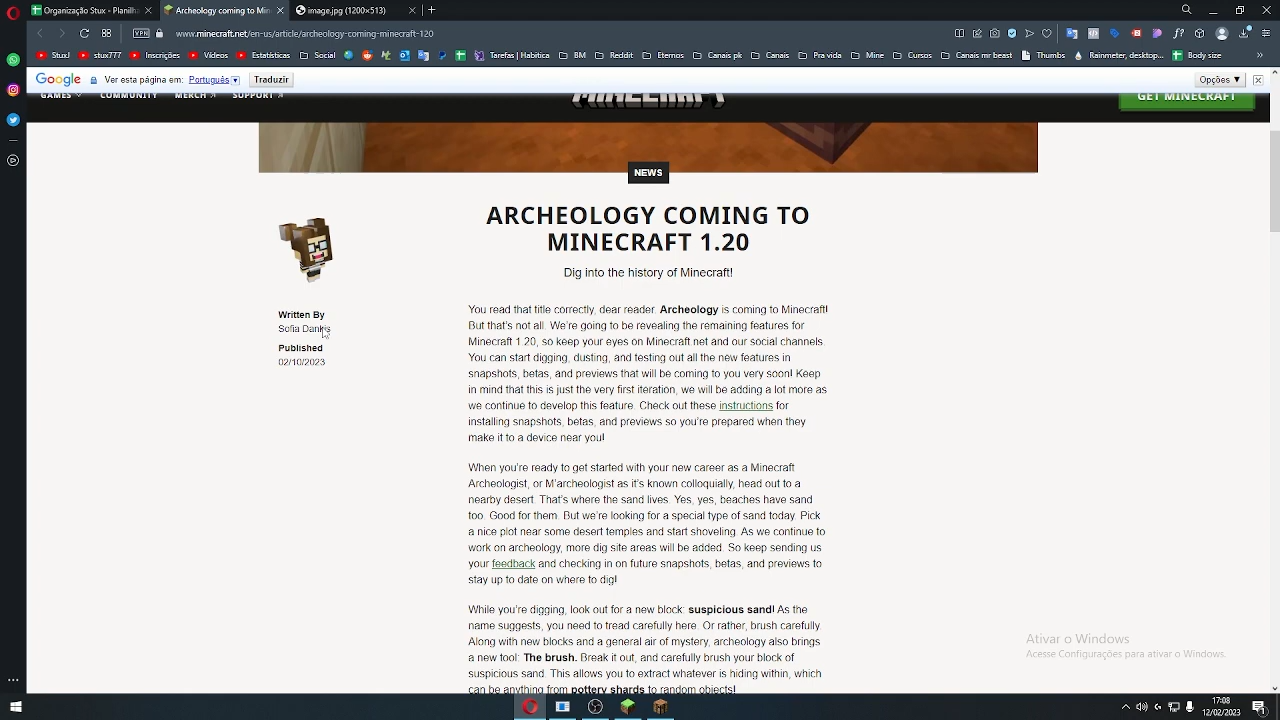 Organização Stux - Planilha
Archeology coming to Min
image.jpg (1200×513)
VPN
www.minecraft.net/en-us/article/archeology-coming-minecraft-120
StuxJ
stux777
Inscrições
Vídeos
Estatísticas
Social
Tarefas | Habitica
BM
Reddit
Eternos
Canais pk
Canais
Pra vida
Mine
Cursos
Canais mr beast
Thumbs
Rainmeter, desktop...
Body size
Google
Ver esta página em:
Português
Traduzir
Opções ▼
GAMES
COMMUNITY
MERCH
SUPPORT
MINECRAFT
GET MINECRAFT
NEWS
ARCHEOLOGY COMING TO
MINECRAFT 1.20
Dig into the history of Minecraft!
Written By
Sofia Dankis
Published
02/10/2023
You read that title correctly, dear reader. Archeology is coming to Minecraft!
But that's not all. We're going to be revealing the remaining features for
Minecraft 1.20, so keep your eyes on Minecraft net and our social channels.
You can start digging, dusting, and testing out all the new features in
snapshots, betas, and previews that will be coming to you very soon! Keep
in mind that this is just the very first iteration, we will be adding a lot more as
we continue to develop this feature. Check out these instructions for
installing snapshots, betas, and previews so you're prepared when they
make it to a device near you!
When you're ready to get started with your new career as a Minecraft
Archeologist, or M'archeologist as it's known colloquially, head out to a
nearby desert. That's where the sand lives. Yes, yes, beaches have sand
too. Good for them. But we're looking for a special type of sand today. Pick
a nice plot near some desert temples and start shoveling. As we continue to
work on archeology, more dig site areas will be added. So keep sending us
your feedback and checking in on future snapshots, betas, and previews to
stay up to date on where to dig!
While you're digging, look out for a new block: suspicious sand! As the
name suggests, you need to tread carefully here. Or rather, brush carefully.
Along with new blocks and a general air of mystery, archeology also brings
a new tool: The brush. Break it out, and carefully brush your block of
suspicious sand. This allows you to extract whatever is hiding within, which
can be anything from pottery shards to random objects!
Ativar o Windows
Acesse Configurações para ativar o Windows.
17:08
12/02/2023